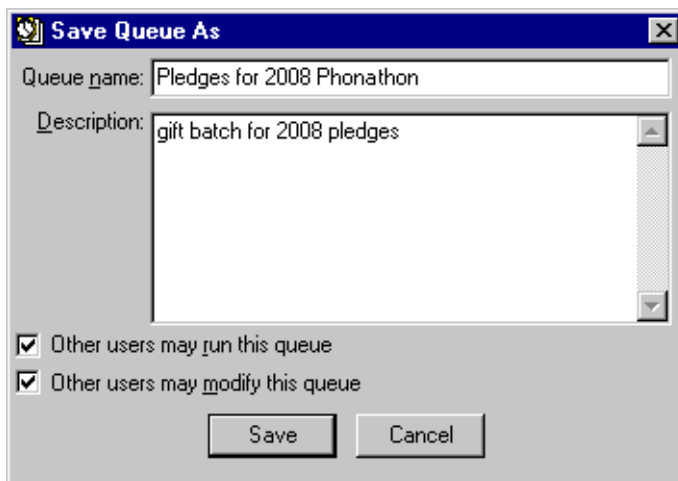 Save Queue As
Queue name: Pledges for 2008 Phonathon
Description: gift batch for 2008 pledges
Other users may run this queue
Other users may modify this queue
Save Cancel